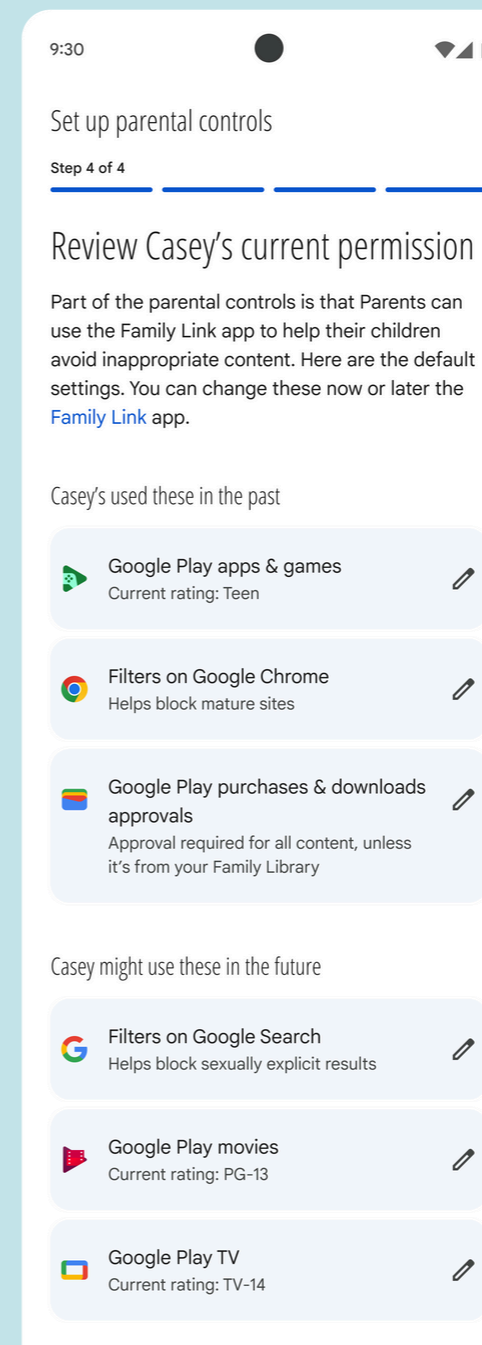 9:30
Set up parental controls
Step 4 of 4
Review Casey’s current permission
Part of the parental controls is that Parents can
use the Family Link app to help their children
avoid inappropriate content. Here are the default
settings. You can change these now or later the
Family Link app.
Casey’s used these in the past
Google Play apps & games
Current rating: Teen
Filters on Google Chrome
Helps block mature sites
Google Play purchases & downloads
approvals
Approval required for all content, unless
it’s from your Family Library
Casey might use these in the future
Filters on Google Search
Helps block sexually explicit results
Google Play movies
Current rating: PG-13
Google Play TV
Current rating: TV-14